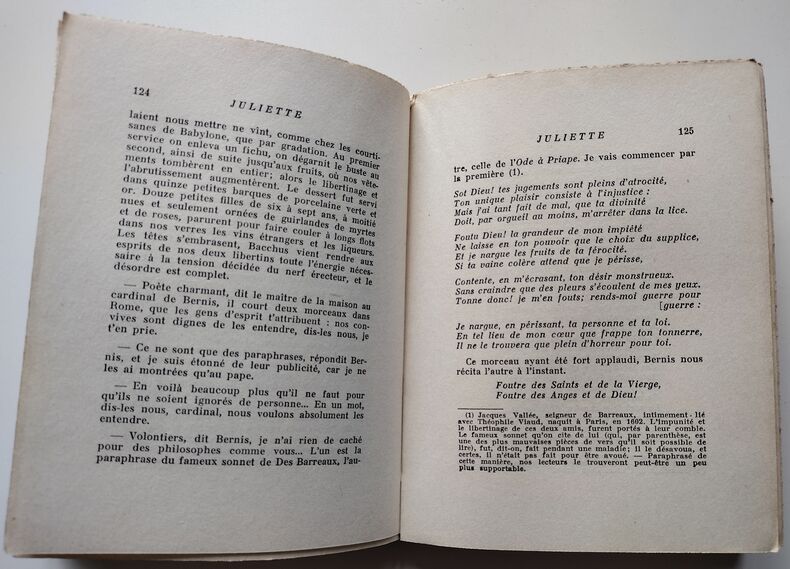 124
JULIETTE
laient nous mettre ne vint, comme chez les courti-
sanes de Babylone, que par gradation. Au premier
service on enleva un fichu, on dégarnit le buste au
second, ainsi de suite jusqu'aux fruits, où nos vête-
ments tombèrent en entier; alors le libertinage et
l'abrutissement augmentèrent. Le dessert fut servi
dans quinze petites barques de porcelaine verte et
or. Douze petites filles de six à sept ans, à moitié
nues et seulement ornées de guirlandes de myrtes
et de roses, parurent pour faire couler à longs flots
dans nos verres les vins étrangers et les liqueurs.
Les têtes s'embrasent, Bacchus vient rendre aux
esprits de nos deux libertins toute l'énergie néces-
saire à la tension décidée du nerf érecteur, et le
désordre est complet.
— Poète charmant, dit le maître de la maison au
cardinal de Bernis, il court deux morceaux dans
Rome, que les gens d'esprit t'attribuent : nos con-
vives sont dignes de les entendre, dis-les nous, je
t'en prie.
— Ce ne sont que des paraphrases, répondit Ber-
nis, et je suis étonné de leur publicité, car je ne
les ai montrées qu'au pape.
— En voilà beaucoup plus qu'il ne faut pour
qu'ils ne soient ignorés de personne... En un mot,
dis-les nous, cardinal, nous voulons absolument les
entendre.
— Volontiers, dit Bernis, je n'ai rien de caché
pour des philosophes comme vous... L'un est la
paraphrase du fameux sonnet de Des Barreaux, l'au-
JULIETTE
125
tre, celle de l'Ode à Priape. Je vais commencer par
la première (1).
Sot Dieu! tes jugements sont pleins d'atrocité,
Ton unique plaisir consiste à l'injustice :
Mais j'ai tant fait de mal, que ta divinité
Doit, par orgueil au moins, m'arrêter dans la lice.
Foutu Dieu! la grandeur de mon impiété
Ne laisse en ton pouvoir que le choix du supplice,
Et je nargue les fruits de ta férocité.
Si ta vaine colère attend que je périsse,
Contente, en m'écrasant, ton désir monstrueux.
Sans craindre que des pleurs s'écoulent de mes yeux.
Tonne donc! je m'en fouts; rends-moi guerre pour
[guerre :
Je nargue, en périssant, ta personne et ta loi.
En tel lieu de mon cœur que frappe ton tonnerre,
Il ne le trouvera que plein d'horreur pour toi.
Ce morceau ayant été fort applaudi, Bernis nous
récita l'autre à l'instant.
Foutre des Saints et de la Vierge,
Foutre des Anges et de Dieu!
(1) Jacques Vallée, seigneur de Barreaux, intimement lié
avec Théophile Viaud, naquit à Paris, en 1602. L'impunité et
le libertinage de ces deux amis, furent portés à leur comble.
Le fameux sonnet qu'on cite de lui (qui, par parenthèse, est
une des plus mauvaises pièces de vers qu'il soit possible de
lire), fut, dit-on, fait pendant une maladie; il le désavoua, et
certes, il n'était pas fait pour être avoué. — Paraphrasé de
cette manière, nos lecteurs le trouveront peut-être un peu
plus supportable.